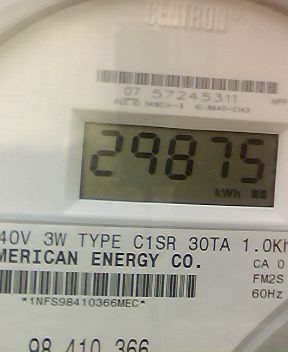 CENTRON®
07 57245311
29875
kWh
40V 3W TYPE C1SR 30TA 1.0Kh
MERICAN ENERGY CO.
CA 0
FM2S
60Hz
*1NFS98410366MEC*
98 410 366